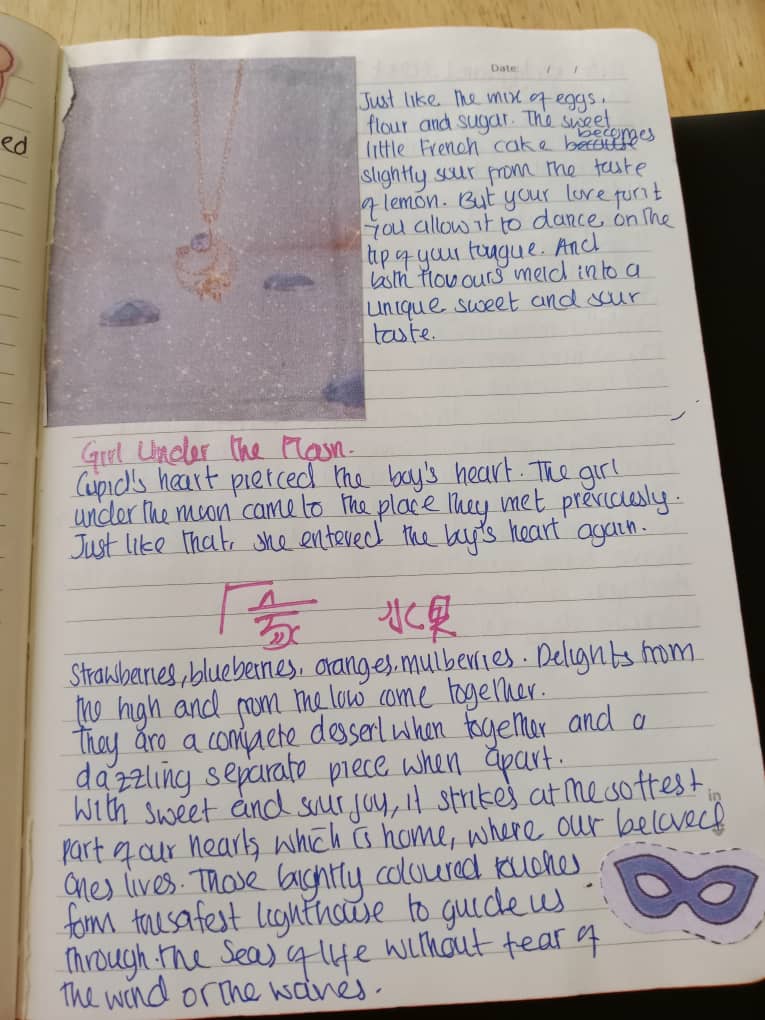 ed
Date: / /
Just like the mix of eggs,
flour and sugar. The sweet
becomes
little French cake because
slightly sour from the taste
of lemon. But your love for it
you allow it to dance on the
tip of your tongue. And
both flavours meld into a
unique sweet and sour
taste.
Girl Under the Moon.
Cupid's heart pierced the boy's heart. The girl
under the moon came to the place they met previously.
Just like that, she entered the boy's heart again.
水果
Strawberries, blueberries, oranges, mulberries. Delights from
the high and from the low come together.
They are a complete dessert when together and a
dazzling separate piece when apart.
With sweet and sour joy, it strikes at the softest
in
part of our hearts, which is home, where our beloved
ones lives. Those brightly coloured touches
form the safest lighthouse to guide us
through the seas of life without fear of
the wind or the waves.